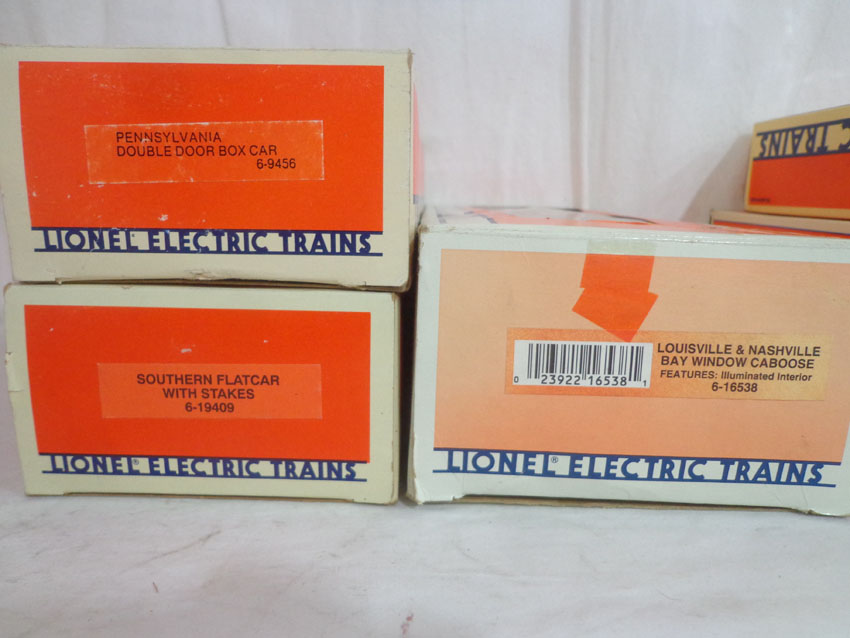 PENNSYLVANIA
DOUBLE DOOR BOX CAR
6-9456
LIONEL ELECTRIC TRAINS
SOUTHERN FLATCAR
WITH STAKES
6-19409
LIONEL® ELECTRIC TRAINS
LOUISVILLE & NASHVILLE
BAY WINDOW CABOOSE
FEATURES: Illuminated Interior
6-16538
0 23922 16538 1
LIONEL® ELECTRIC TRAINS
C TRAINS